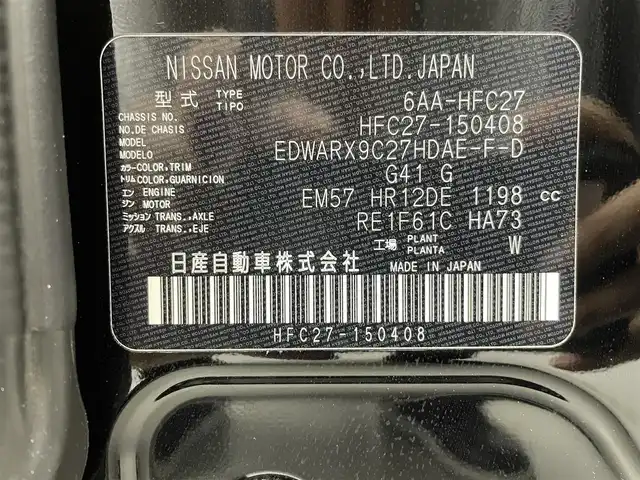 NISSAN MOTOR CO.,LTD.JAPAN
型式 TYPE TIPO 6AA-HFC27
CHASSIS NO. NO.DE CHASIS HFC27-150408
MODEL MODELO EDWARX9C27HDAE-F-D
カラー COLOR,TRIM トリム COLOR,GUARNICION G41 G
エン ENGINE ジン MOTOR EM57 HR12DE 1198 cc
ミッション TRANS.,AXLE アクスル TRANS.,EJE RE1F61C HA73
工場 PLANT PLANTA W
日産自動車株式会社 MADE IN JAPAN
HFC27-150408